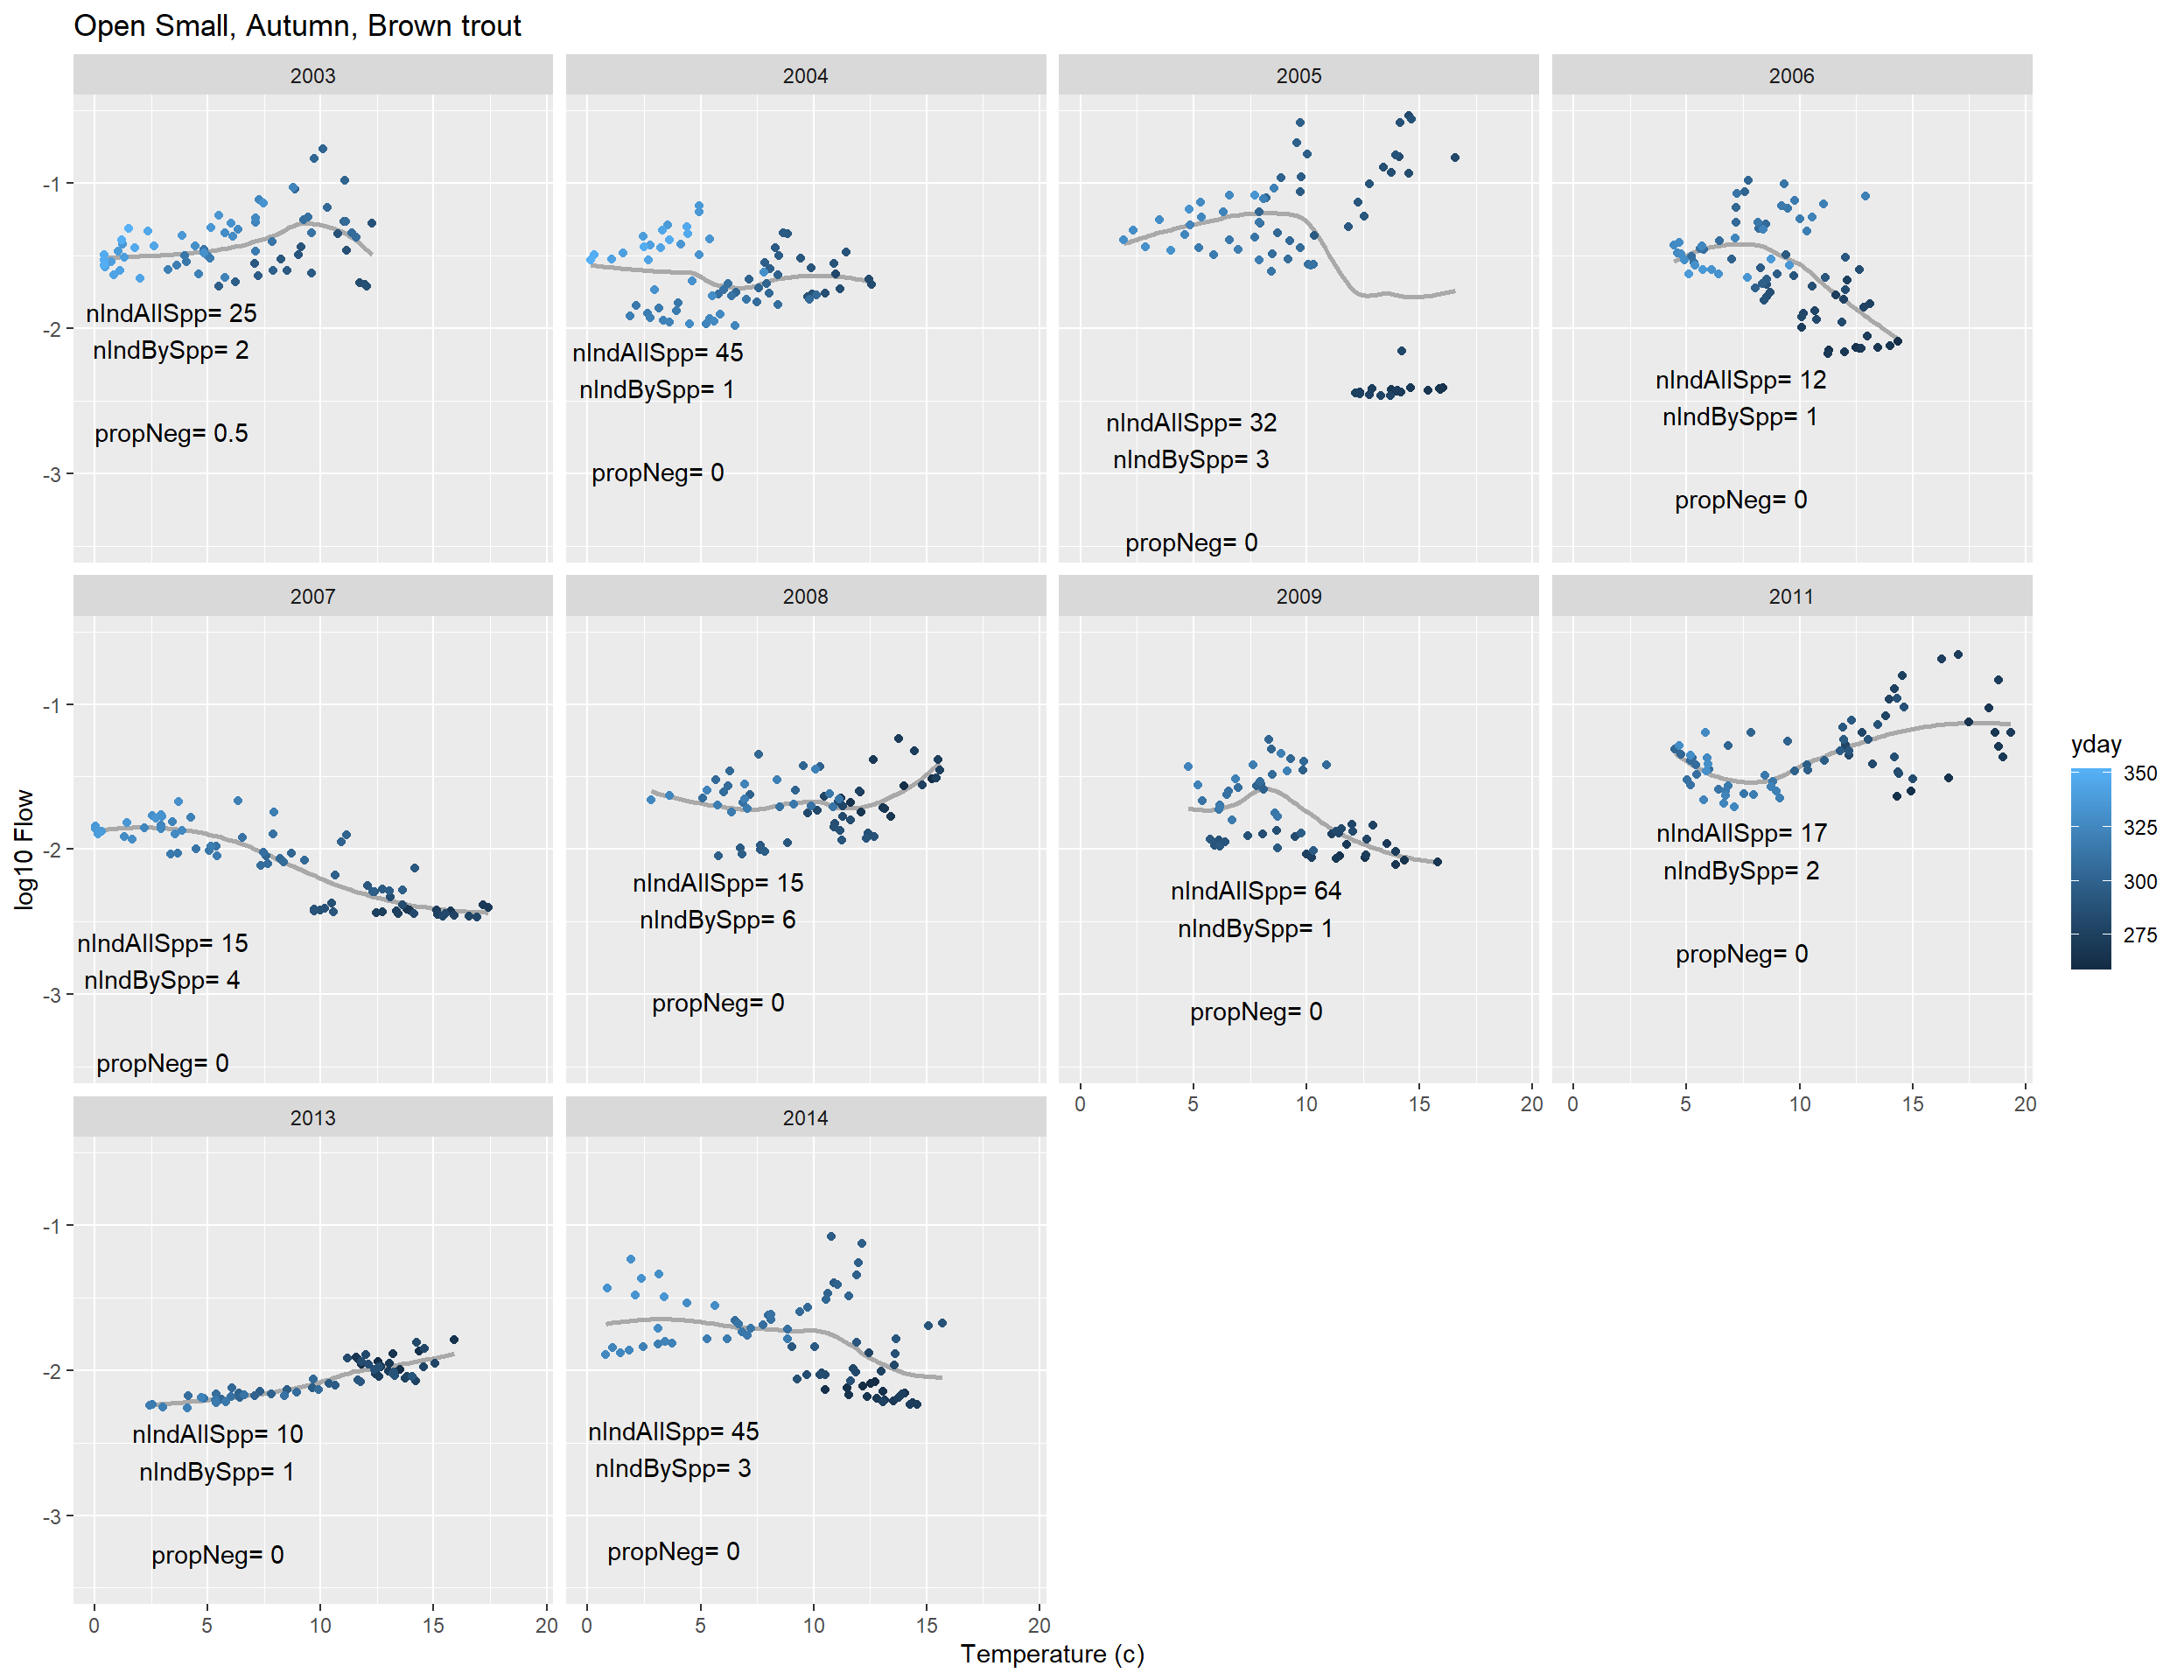 Open Small, Autumn, Brown trout
2003
2004
2005
2006
-1
-2
-3
nIndAllSpp= 25
nIndBySpp= 2
propNeg= 0.5
nIndAllSpp= 45
nIndBySpp= 1
propNeg= 0
nIndAllSpp= 32
nIndBySpp= 3
propNeg= 0
nIndAllSpp= 12
nIndBySpp= 1
propNeg= 0
2007
2008
2009
2011
-1
-2
-3
log10 Flow
nIndAllSpp= 15
nIndBySpp= 4
propNeg= 0
nIndAllSpp= 15
nIndBySpp= 6
propNeg= 0
nIndAllSpp= 64
nIndBySpp= 1
propNeg= 0
nIndAllSpp= 17
nIndBySpp= 2
propNeg= 0
0 5 10 15 20
0 5 10 15 20
yday
350
325
300
275
2013
2014
-1
-2
-3
nIndAllSpp= 10
nIndBySpp= 1
propNeg= 0
nIndAllSpp= 45
nIndBySpp= 3
propNeg= 0
0 5 10 15 20
0 5 10 15 20
Temperature (c)